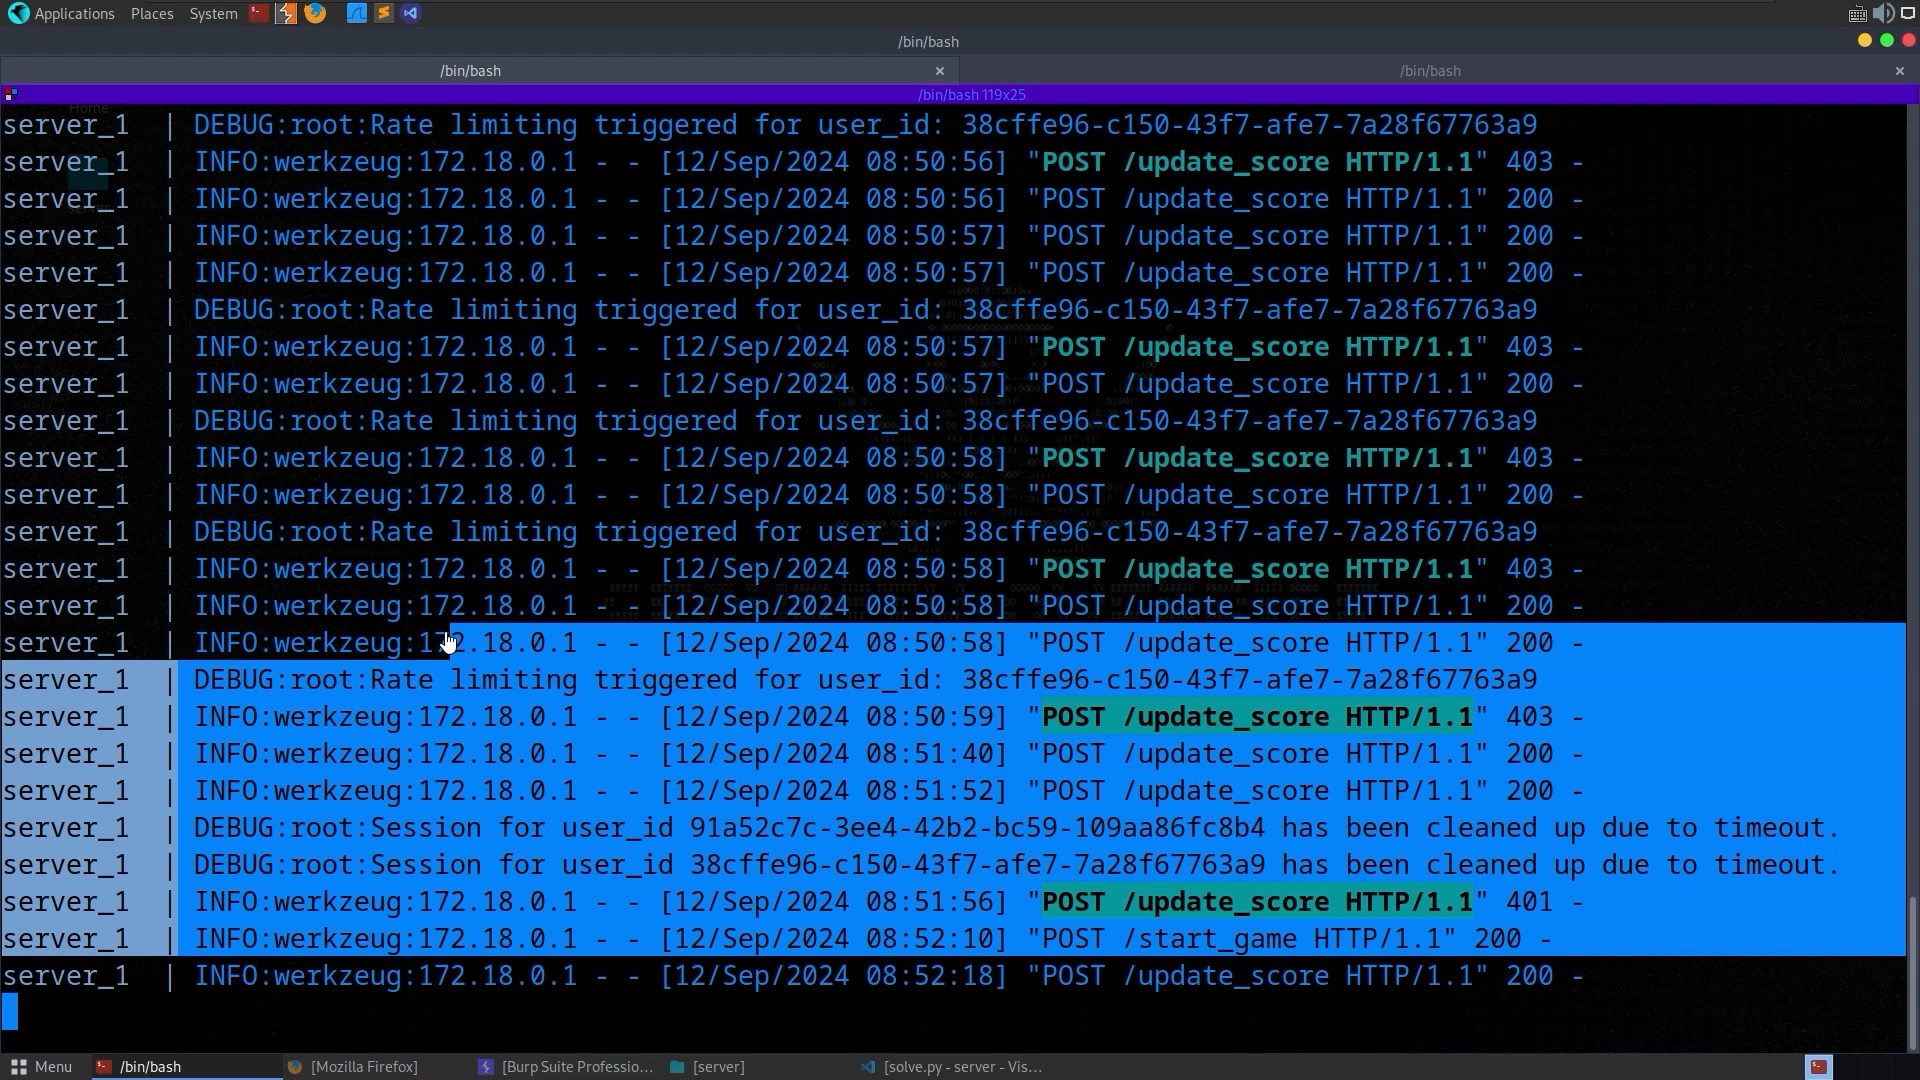 Applications Places System
/bin/bash
/bin/bash × /bin/bash ×
/bin/bash 119x25
Home
server_1 | DEBUG:root:Rate limiting triggered for user_id: 38cffe96-c150-43f7-afe7-7a28f67763a9
server_1 | INFO:werkzeug:172.18.0.1 - - [12/Sep/2024 08:50:56] "POST /update_score HTTP/1.1" 403 -
server_1 | INFO:werkzeug:172.18.0.1 - - [12/Sep/2024 08:50:56] "POST /update_score HTTP/1.1" 200 -
server_1 | INFO:werkzeug:172.18.0.1 - - [12/Sep/2024 08:50:57] "POST /update_score HTTP/1.1" 200 -
server_1 | INFO:werkzeug:172.18.0.1 - - [12/Sep/2024 08:50:57] "POST /update_score HTTP/1.1" 200 -
server_1 | DEBUG:root:Rate limiting triggered for user_id: 38cffe96-c150-43f7-afe7-7a28f67763a9
server_1 | INFO:werkzeug:172.18.0.1 - - [12/Sep/2024 08:50:57] "POST /update_score HTTP/1.1" 403 -
server_1 | INFO:werkzeug:172.18.0.1 - - [12/Sep/2024 08:50:57] "POST /update_score HTTP/1.1" 200 -
server_1 | DEBUG:root:Rate limiting triggered for user_id: 38cffe96-c150-43f7-afe7-7a28f67763a9
server_1 | INFO:werkzeug:172.18.0.1 - - [12/Sep/2024 08:50:58] "POST /update_score HTTP/1.1" 403 -
server_1 | INFO:werkzeug:172.18.0.1 - - [12/Sep/2024 08:50:58] "POST /update_score HTTP/1.1" 200 -
server_1 | DEBUG:root:Rate limiting triggered for user_id: 38cffe96-c150-43f7-afe7-7a28f67763a9
server_1 | INFO:werkzeug:172.18.0.1 - - [12/Sep/2024 08:50:58] "POST /update_score HTTP/1.1" 403 -
server_1 | INFO:werkzeug:172.18.0.1 - - [12/Sep/2024 08:50:58] "POST /update_score HTTP/1.1" 200 -
server_1 | INFO:werkzeug:172.18.0.1 - - [12/Sep/2024 08:50:58] "POST /update_score HTTP/1.1" 200 -
server_1 | DEBUG:root:Rate limiting triggered for user_id: 38cffe96-c150-43f7-afe7-7a28f67763a9
server_1 | INFO:werkzeug:172.18.0.1 - - [12/Sep/2024 08:50:59] "POST /update_score HTTP/1.1" 403 -
server_1 | INFO:werkzeug:172.18.0.1 - - [12/Sep/2024 08:51:40] "POST /update_score HTTP/1.1" 200 -
server_1 | INFO:werkzeug:172.18.0.1 - - [12/Sep/2024 08:51:52] "POST /update_score HTTP/1.1" 200 -
server_1 | DEBUG:root:Session for user_id 91a52c7c-3ee4-42b2-bc59-109aa86fc8b4 has been cleaned up due to timeout.
server_1 | DEBUG:root:Session for user_id 38cffe96-c150-43f7-afe7-7a28f67763a9 has been cleaned up due to timeout.
server_1 | INFO:werkzeug:172.18.0.1 - - [12/Sep/2024 08:51:56] "POST /update_score HTTP/1.1" 401 -
server_1 | INFO:werkzeug:172.18.0.1 - - [12/Sep/2024 08:52:10] "POST /start_game HTTP/1.1" 200 -
server_1 | INFO:werkzeug:172.18.0.1 - - [12/Sep/2024 08:52:18] "POST /update_score HTTP/1.1" 200 -
Menu /bin/bash [Mozilla Firefox] [Burp Suite Professio... [server] [solve.py - server - Vis...